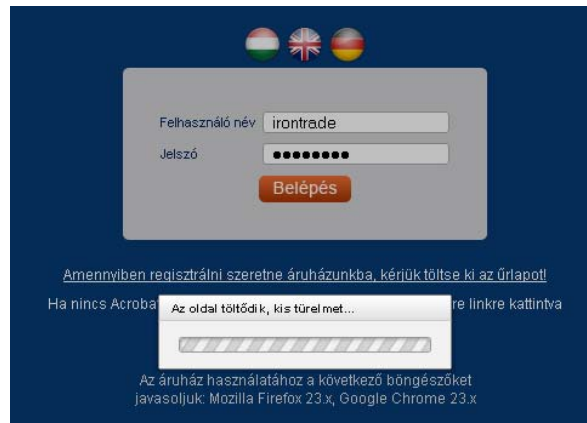 Felhasználó név irontrade
Jelszó ●●●●●●●●
Belépés
Amennyiben regisztrálni szeretne áruházunkba, kérjük töltse ki az űrlapot!
Ha nincs Acrobat re linkre kattintva
Az oldal töltődik, kis türelmet...
Az áruház használatához a következő böngészőket
javasoljuk: Mozilla Firefox 23.x, Google Chrome 23.x